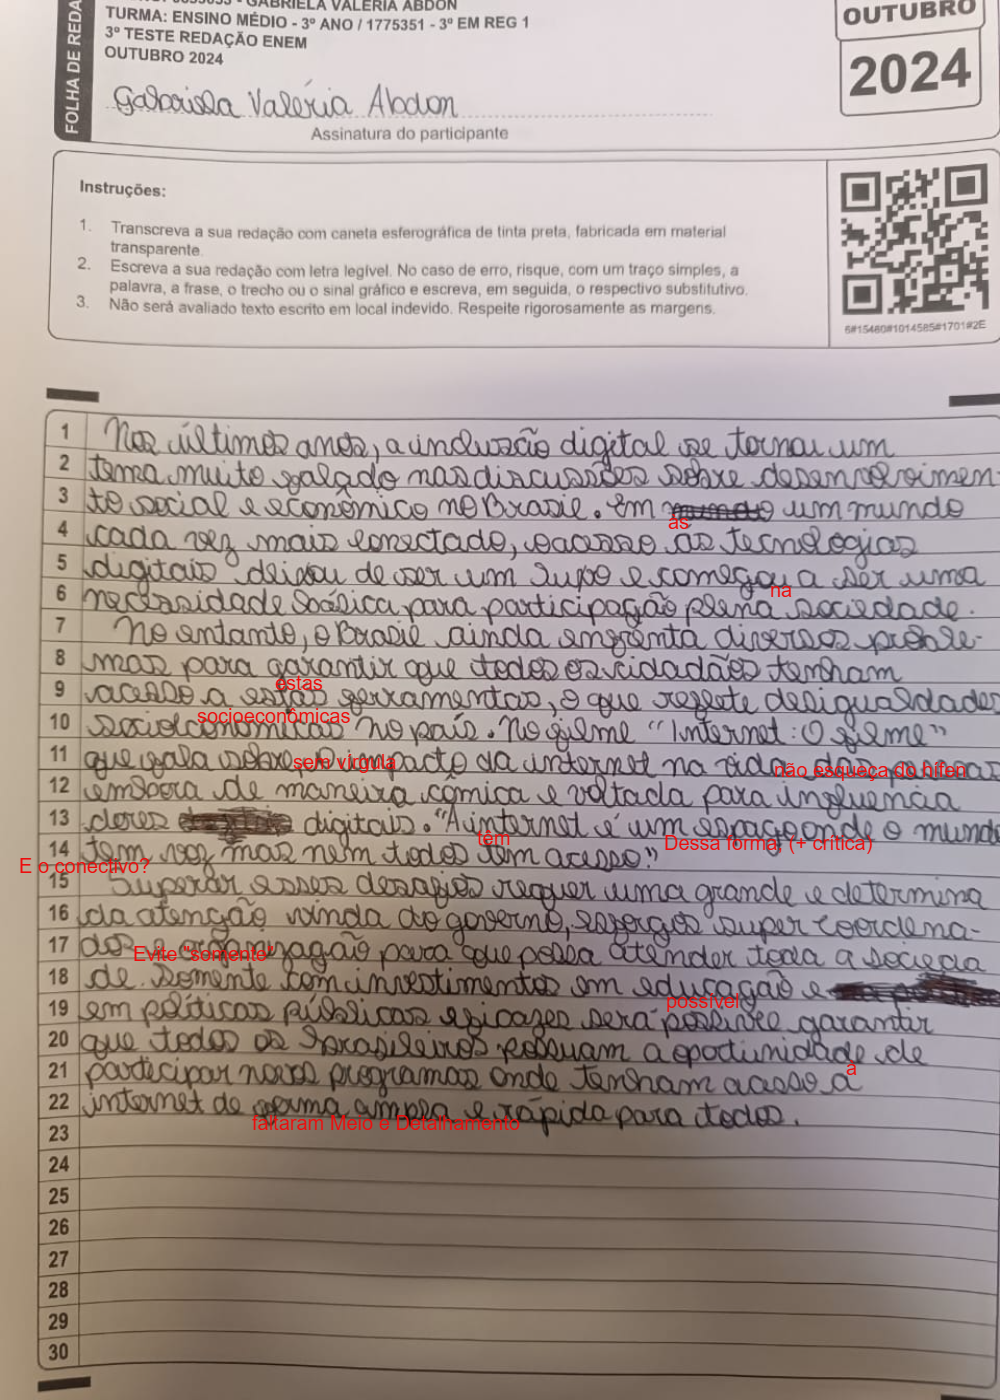 FOLHA DE REDA
GABRIELA VALERIA ABDON
TURMA: ENSINO MÉDIO - 3º ANO / 1775351 - 3º EM REG 1
3º TESTE REDAÇÃO ENEM
OUTUBRO 2024
OUTUBRO
2024
Gabriela Valéria Abdon
Assinatura do participante
Instruções:
1. Transcreva a sua redação com caneta esferográfica de tinta preta, fabricada em material
transparente.
2. Escreva a sua redação com letra legível. No caso de erro, risque, com um traço simples, a
palavra, a frase, o trecho ou o sinal gráfico e escreva, em seguida, o respectivo substitutivo.
3. Não será avaliado texto escrito em local indevido. Respeite rigorosamente as margens.
6#15480#1014585#1701#2E
1 Nos últimos anos, a inclusão digital se tornou um
2 tema muito falado nas discussões sobre desenvolvimen-
3 to social e econômico no Brasil. Em mundo um mundo
às
4 cada vez mais conectado, o acesso as tecnologias
5 digitais deixou de ser um luxo e começou a ser uma
na
6 necessidade básica para participação plena sociedade.
7 No entanto, o Brasil ainda enfrenta diversos proble-
8 mas para garantir que todos os cidadãos tenham
estas
9 acesso a estas ferramentas, o que reflete desigualdades
socioeconômicas
10 no país. No filme "Internet: O filme"
sem vírgula
não esqueça do hífen
11 que fala sobre, o impacto da internet na vida das pessoas
12 embora de maneira cômica e voltada para influencia
13 dores digitais. "A internet é um espaço onde o mundo
têm
Dessa forma, (+ crítica)
14 tem voz mas nem todos tem acesso"
E o conectivo?
15 Superar esses desafios requer uma grande e determina
16 da atenção vinda do governo, esforços super coordena-
Evite "somente"
17 dos e organização para que possa atender toda a socieda
18 de. Somente com investimentos em educação e
possível
19 em políticas públicas eficazes será possivel garantir
20 que todos os brasileiros possuam a oportunidade de
à
21 participar novos programas onde tenham acesso a
22 internet de forma ampla e rápida para todos.
faltaram Meio e Detalhamento
23
24
25
26
27
28
29
30